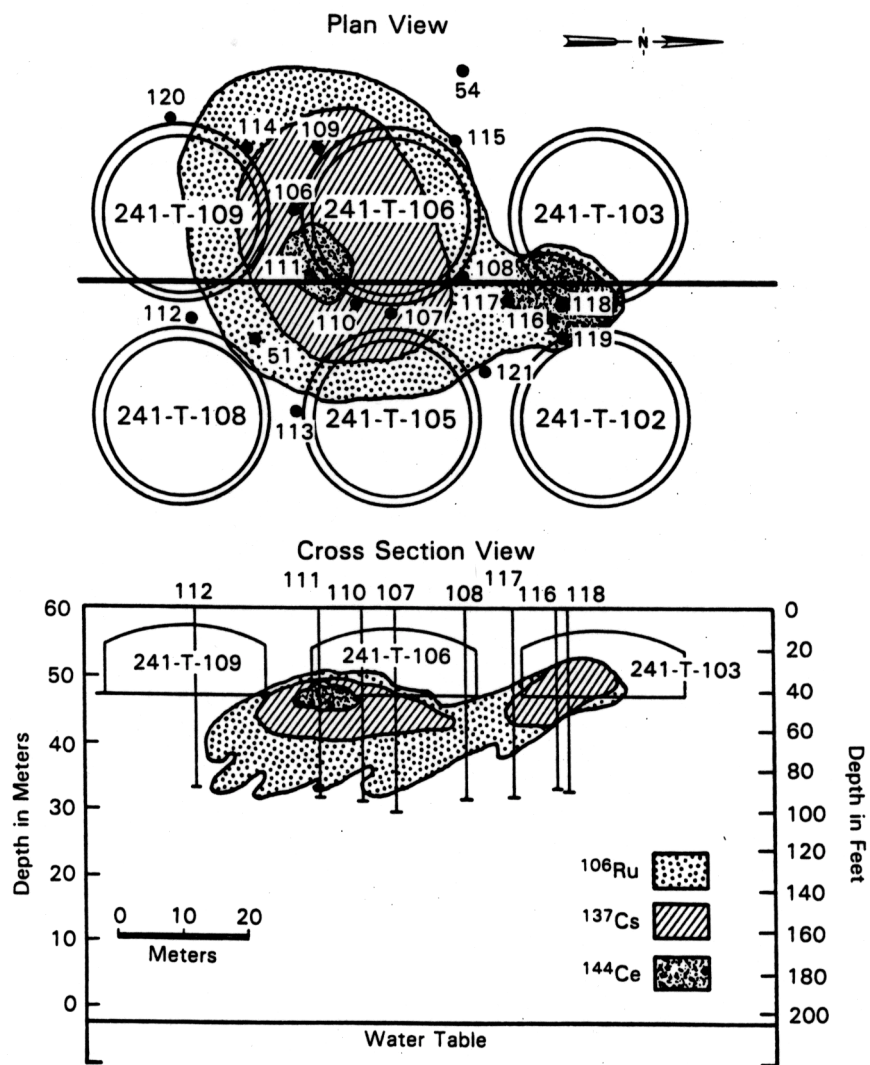 Plan View
N
54
120
114
109
115
106
241-T-109
241-T-106
241-T-103
111
108
117
118
110
107
116
112
51
119
121
241-T-108
113
241-T-105
241-T-102
Cross Section View
112
111
110
107
108
117
116
118
60
50
40
30
20
10
0
-10
Depth in Meters
0
20
40
60
80
100
120
140
160
180
200
Depth in Feet
241-T-109
241-T-106
241-T-103
0 10 20
Meters
¹⁰⁶Ru
¹³⁷Cs
¹⁴⁴Ce
Water Table